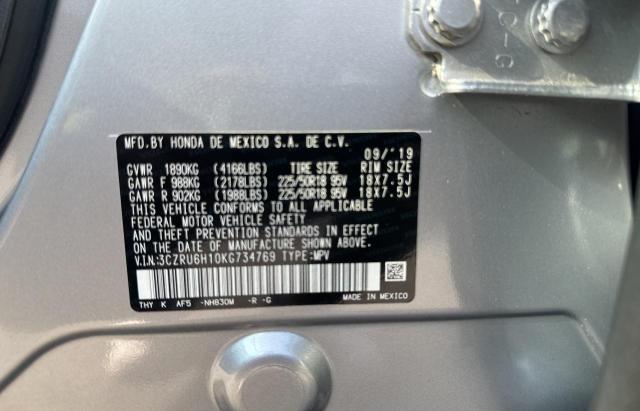 MFD.BY HONDA DE MEXICO S.A. DE C.V.
09/'19
GVWR 1890KG (4166LBS) TIRE SIZE RIM SIZE
GAWR F 988KG (2178LBS) 225/50R18 95V 18X7.5J
GAWR R 902KG (1988LBS) 225/50R18 95V 18X7.5J
THIS VEHICLE CONFORMS TO ALL APPLICABLE
FEDERAL MOTOR VEHICLE SAFETY
AND THEFT PREVENTION STANDARDS IN EFFECT
ON THE DATE OF MANUFACTURE SHOWN ABOVE.
V.I.N:3CZRU6H10KG734769 TYPE:MPV
THY K AF5 -NH830M -R -G MADE IN MEXICO